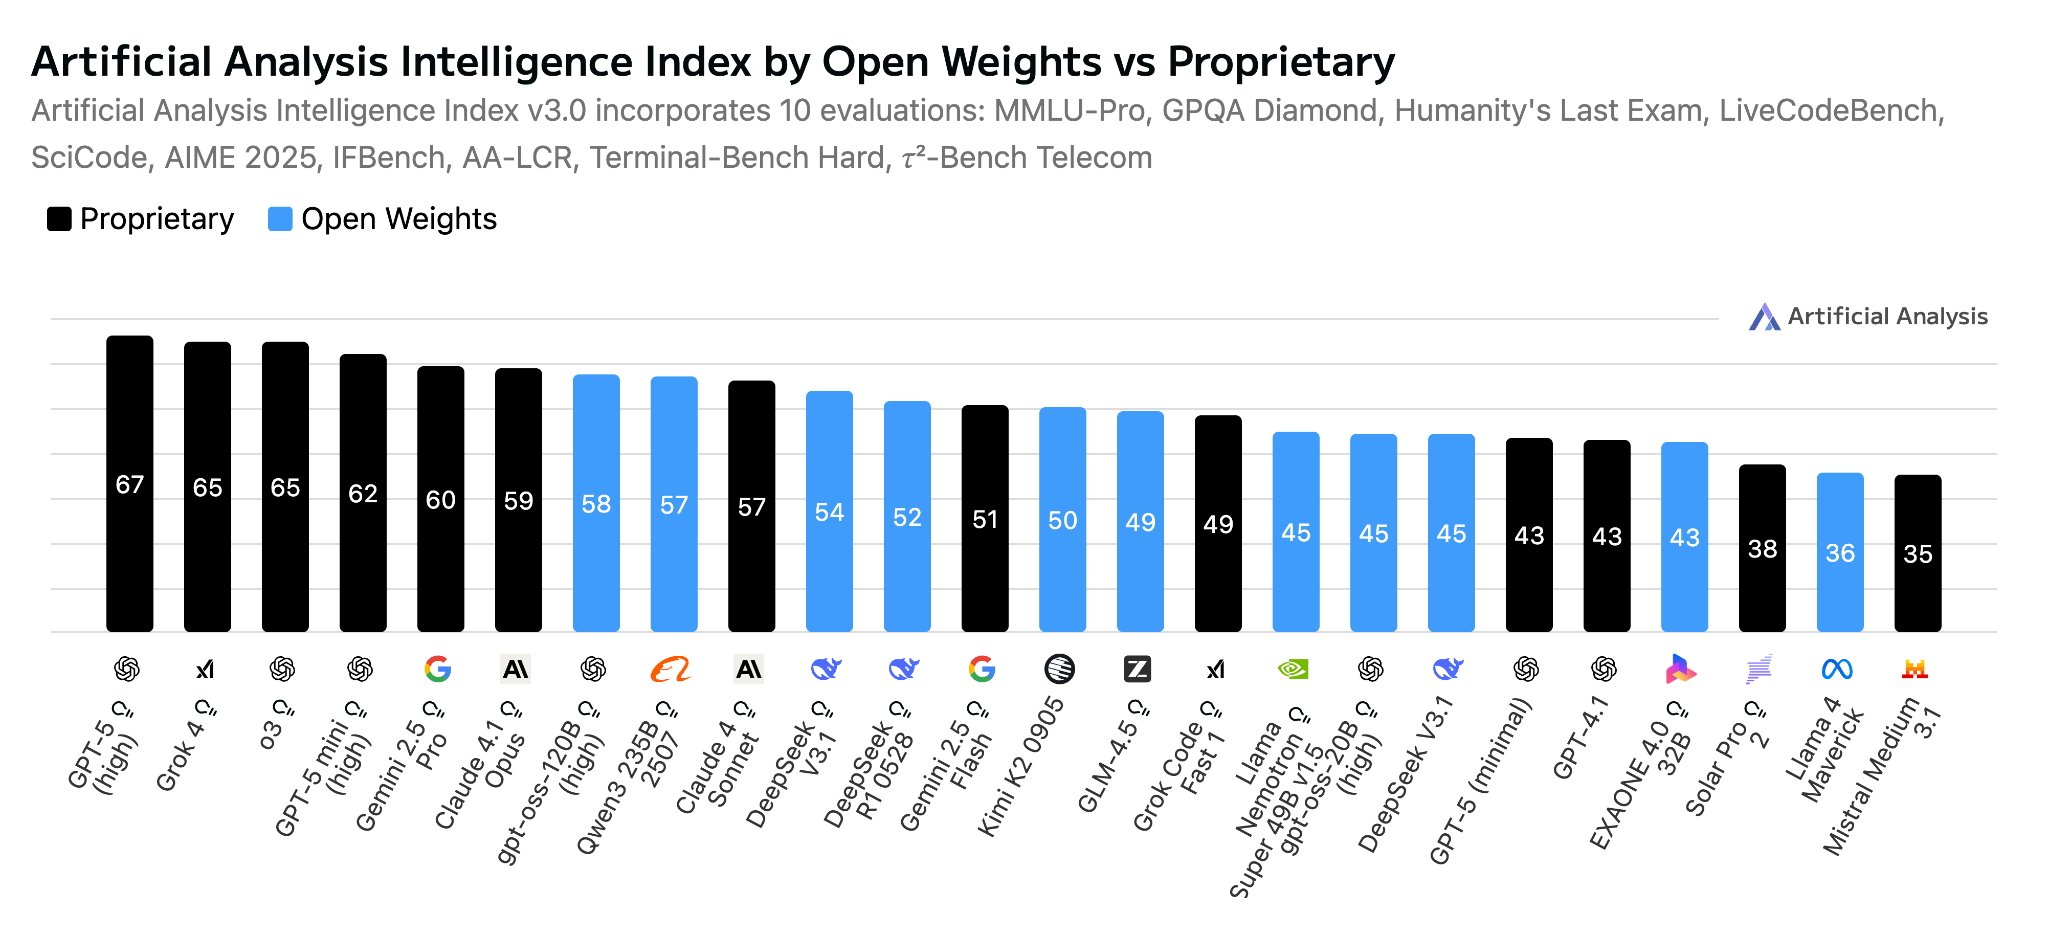 Artificial Analysis Intelligence Index by Open Weights vs Proprietary
Artificial Analysis Intelligence Index v3.0 incorporates 10 evaluations: MMLU-Pro, GPQA Diamond, Humanity's Last Exam, LiveCodeBench,
SciCode, AIME 2025, IFBench, AA-LCR, Terminal-Bench Hard, 𝜏²-Bench Telecom
Proprietary
Open Weights
Artificial Analysis
67
65
65
62
60
59
58
57
57
54
52
51
50
49
49
45
45
45
43
43
43
38
36
35
GPT-5
(high)
Grok 4
o3
GPT-5 mini
(high)
Gemini 2.5
Pro
Claude 4.1
Opus
gpt-oss-120B
(high)
Qwen3 235B
2507
Claude 4
Sonnet
DeepSeek
V3.1
DeepSeek
R1 0528
Gemini 2.5
Flash
Kimi K2 0905
GLM-4.5
Grok Code
Fast 1
Llama
Nemotron
Super 49B v1.5
gpt-oss-20B
(high)
DeepSeek V3.1
GPT-5 (minimal)
GPT-4.1
EXAONE 4.0
32B
Solar Pro
2
Llama 4
Maverick
Mistral Medium
3.1